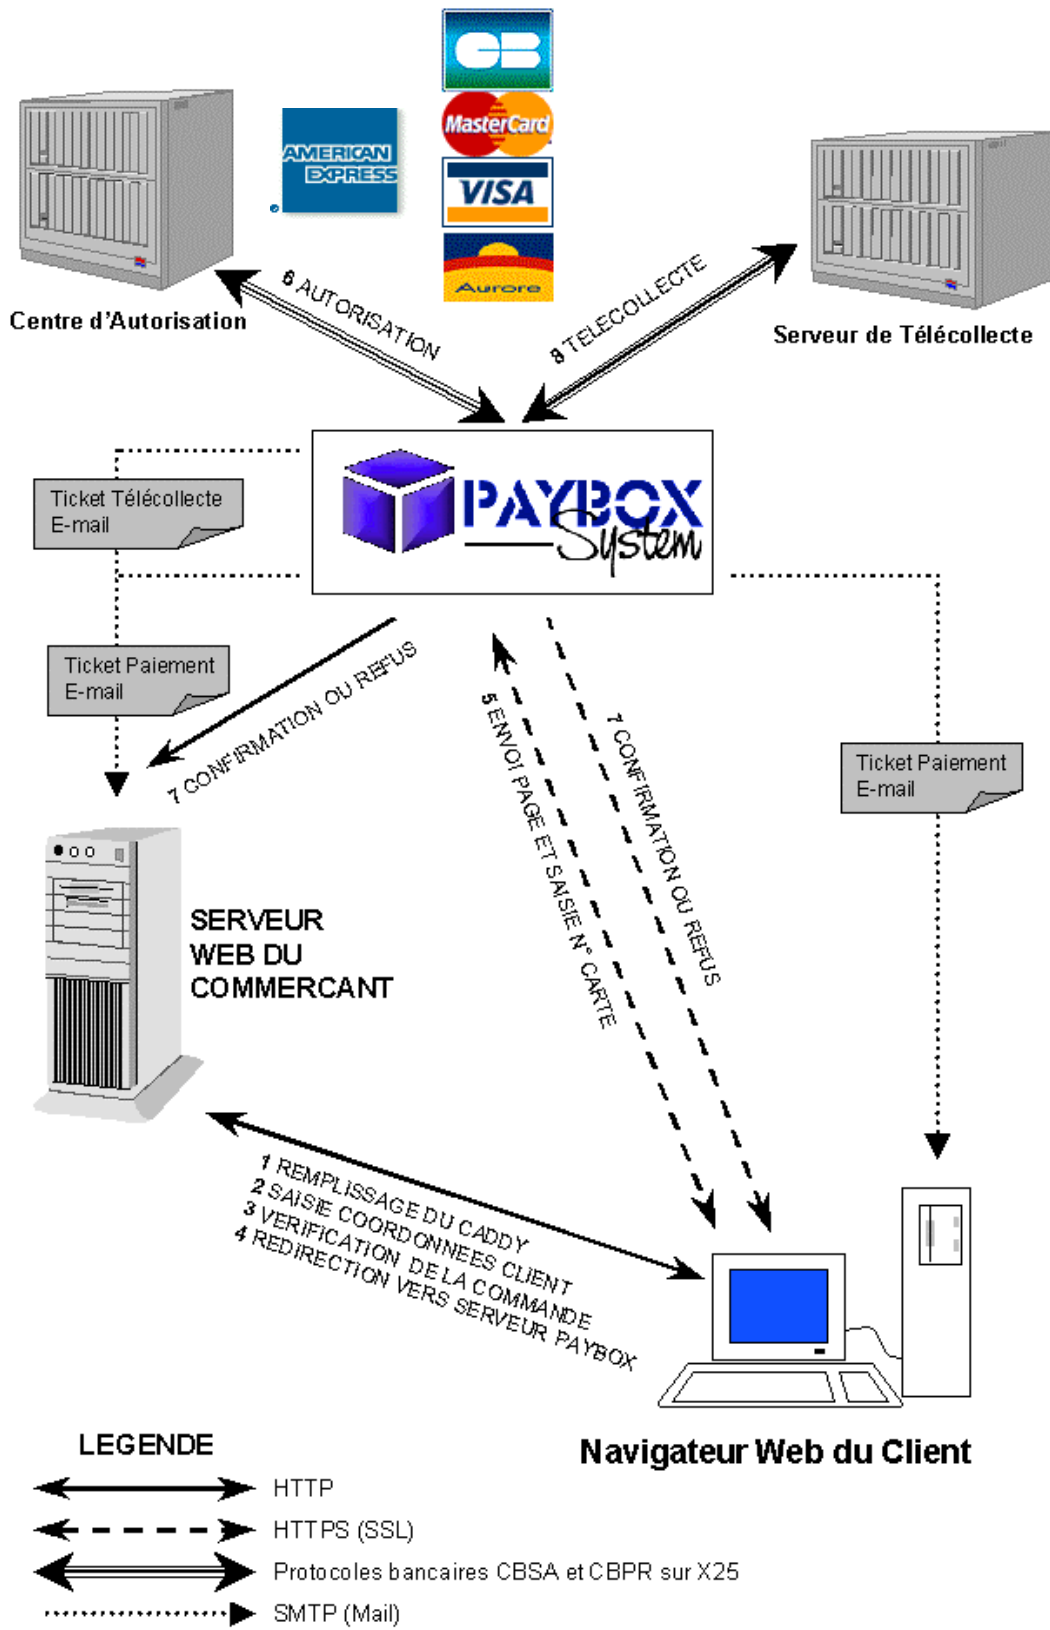 CB
MasterCard
AMERICAN
EXPRESS
VISA
Aurore
Centre d'Autorisation
6 AUTORISATION
8 TELECOLLECTE
Serveur de Télécollecte
PAYBOX
System
Ticket Télécollecte
E-mail
Ticket Paiement
E-mail
7 CONFIRMATION OU REFUS
5 ENVOI PAGE ET SAISIE N° CARTE
7 CONFIRMATION OU REFUS
Ticket Paiement
E-mail
SERVEUR
WEB DU
COMMERCANT
1 REMPLISSAGE DU CADDY
2 SAISIE COORDONNEES CLIENT
3 VERIFICATION DE LA COMMANDE
4 REDIRECTION VERS SERVEUR PAYBOX
Navigateur Web du Client
LEGENDE
HTTP
HTTPS (SSL)
Protocoles bancaires CBSA et CBPR sur X25
SMTP (Mail)